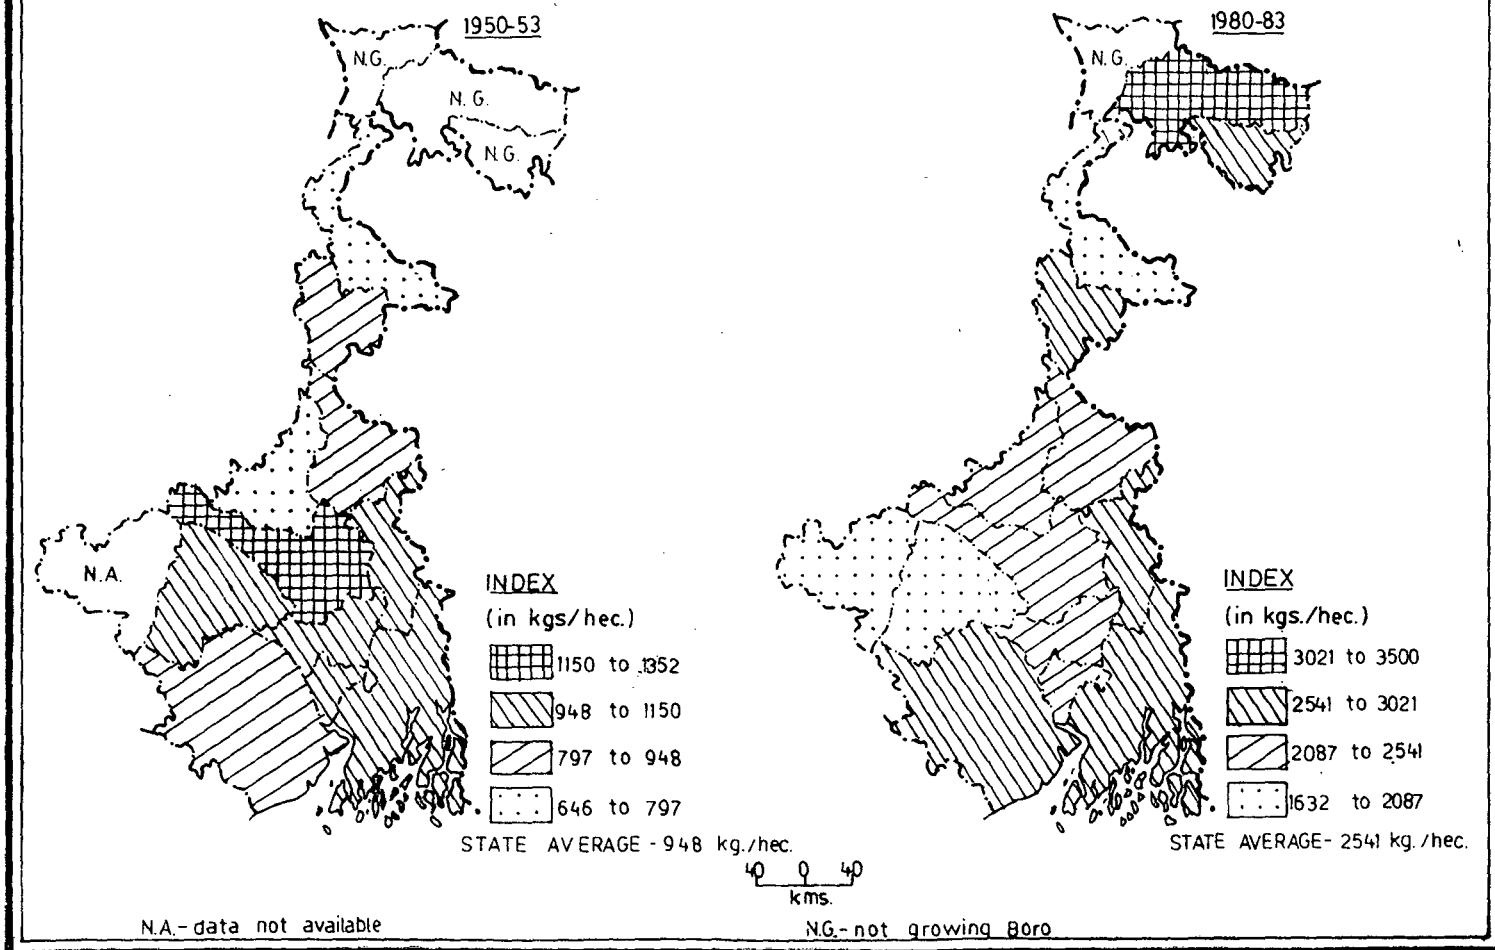 1950-53
N.G.
N.G.
N.G.
N.A.
INDEX
(in kgs/hec.)
1150 to 1352
948 to 1150
797 to 948
646 to 797
STATE AVERAGE - 948 kg./hec.
1980-83
N.G.
INDEX
(in kgs./hec.)
3021 to 3500
2541 to 3021
2087 to 2541
1632 to 2087
STATE AVERAGE - 2541 kg./hec.
40 0 40
kms.
N.A.- data not available
N.G.- not growing Boro